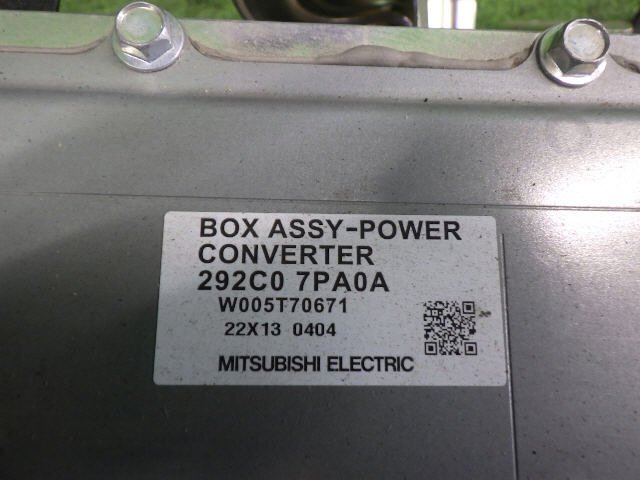 BOX ASSY-POWER
CONVERTER
292C0 7PA0A
W005T70671
22X13 0404
MITSUBISHI ELECTRIC